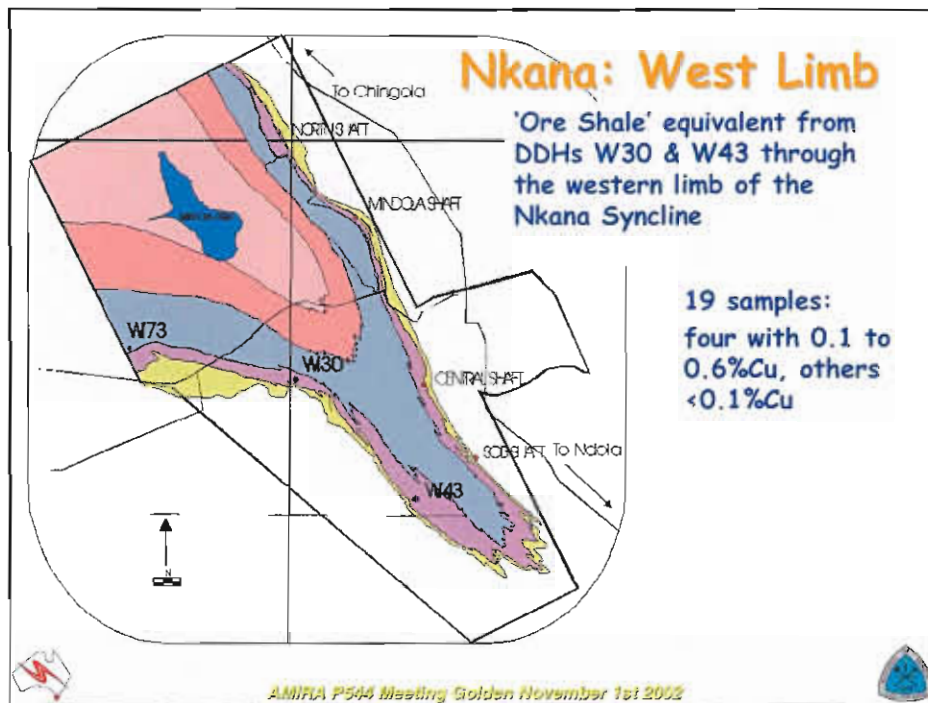 Nkana: West Limb
'Ore Shale' equivalent from
DDHs W30 & W43 through
the western limb of the
Nkana Syncline
19 samples:
four with 0.1 to
0.6%Cu, others
<0.1%Cu
To Chingola
MINDOLA SHAFT
W73
W30
CENTRAL SHAFT
To Ndola
W43
N
AMIRA P544 Meeting Golden November 1st 2002